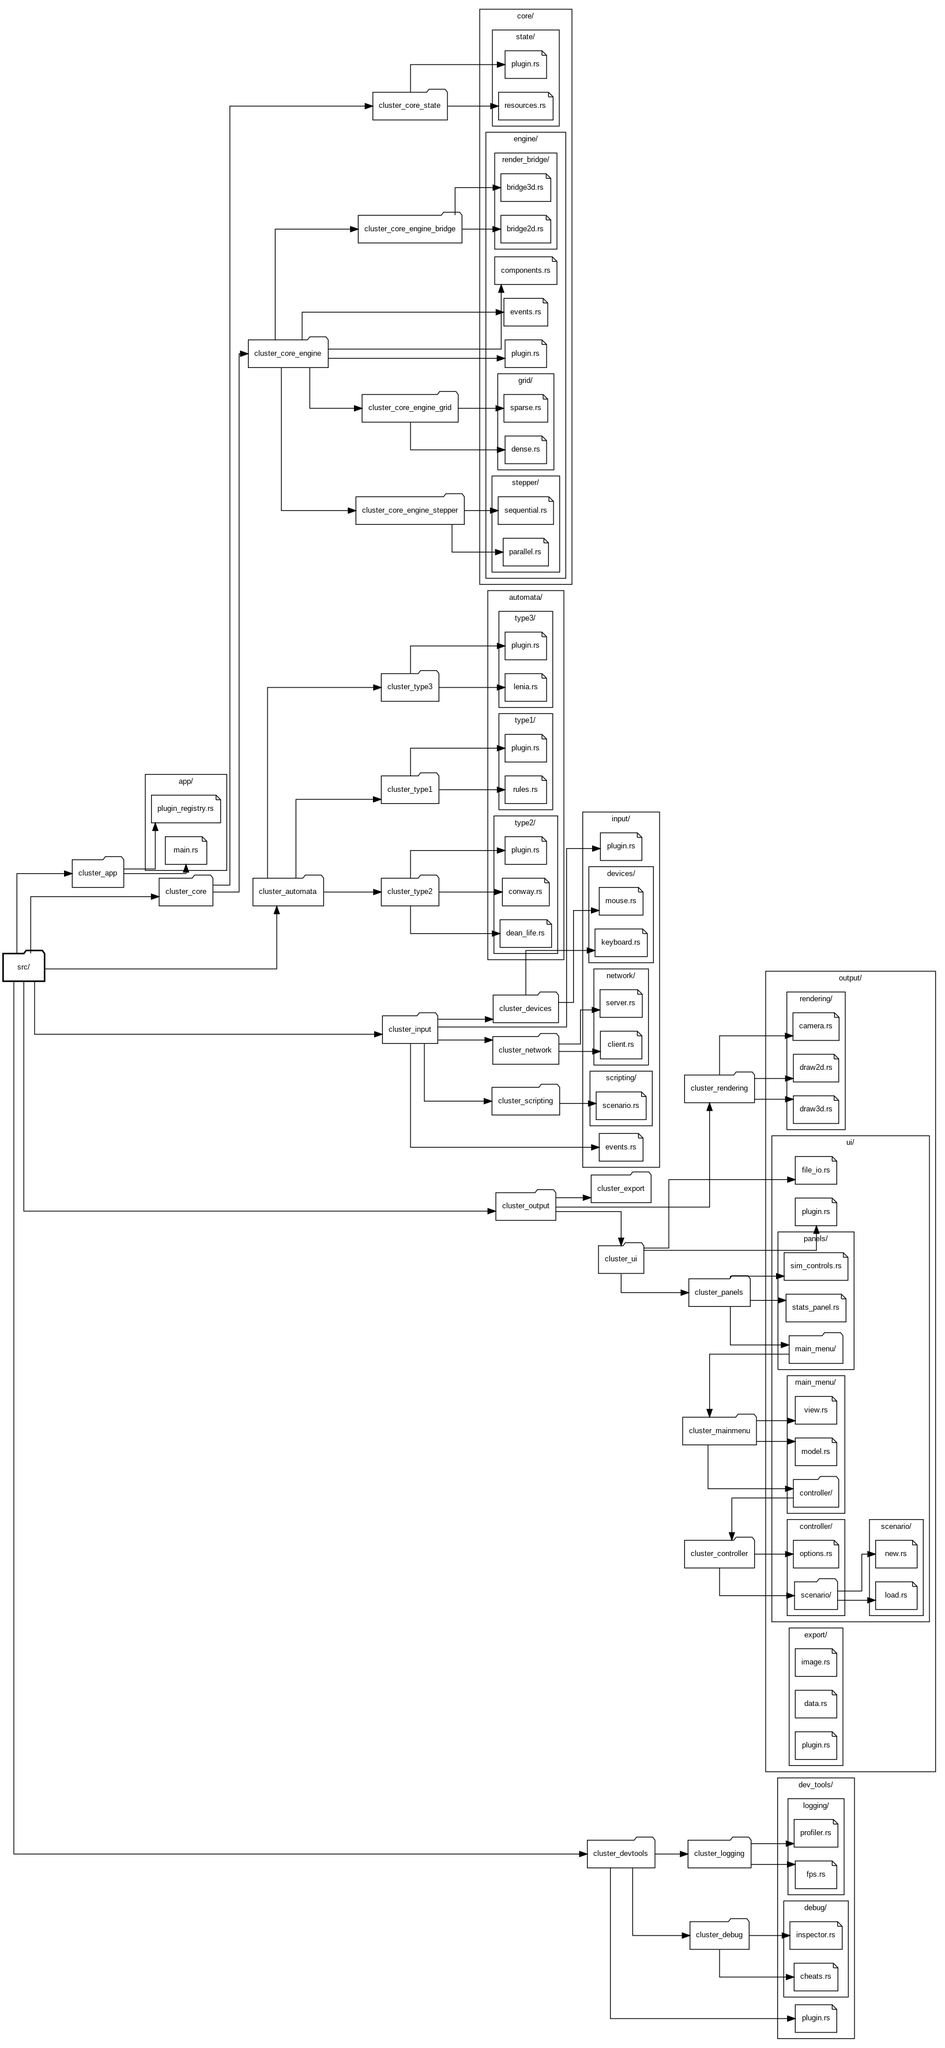 core/
state/
plugin.rs
cluster_core_state
resources.rs
engine/
render_bridge/
bridge3d.rs
cluster_core_engine_bridge
bridge2d.rs
components.rs
events.rs
cluster_core_engine
plugin.rs
grid/
cluster_core_engine_grid
sparse.rs
dense.rs
stepper/
cluster_core_engine_stepper
sequential.rs
parallel.rs
automata/
type3/
plugin.rs
cluster_type3
lenia.rs
type1/
plugin.rs
cluster_type1
rules.rs
app/
plugin_registry.rs
main.rs
cluster_app
cluster_core
cluster_automata
type2/
plugin.rs
cluster_type2
conway.rs
dean_life.rs
src/
input/
plugin.rs
devices/
mouse.rs
keyboard.rs
cluster_devices
network/
server.rs
cluster_input
cluster_network
client.rs
scripting/
cluster_scripting
scenario.rs
events.rs
output/
rendering/
camera.rs
draw2d.rs
cluster_rendering
draw3d.rs
ui/
file_io.rs
cluster_export
cluster_output
plugin.rs
cluster_ui
panels/
sim_controls.rs
cluster_panels
stats_panel.rs
main_menu/
main_menu/
view.rs
cluster_mainmenu
model.rs
controller/
controller/
scenario/
cluster_controller
options.rs
new.rs
scenario/
load.rs
export/
image.rs
data.rs
plugin.rs
dev_tools/
logging/
profiler.rs
cluster_devtools
cluster_logging
fps.rs
debug/
cluster_debug
inspector.rs
cheats.rs
plugin.rs